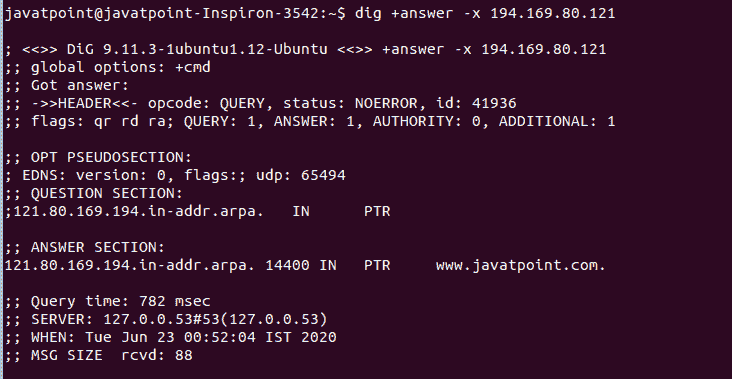 javatpoint@javatpoint-Inspiron-3542:~$ dig +answer -x 194.169.80.121
; <<>> DiG 9.11.3-1ubuntu1.12-Ubuntu <<>> +answer -x 194.169.80.121
;; global options: +cmd
;; Got answer:
;; ->>HEADER<<- opcode: QUERY, status: NOERROR, id: 41936
;; flags: qr rd ra; QUERY: 1, ANSWER: 1, AUTHORITY: 0, ADDITIONAL: 1
;; OPT PSEUDOSECTION:
; EDNS: version: 0, flags:; udp: 65494
;; QUESTION SECTION:
;121.80.169.194.in-addr.arpa. IN PTR
;; ANSWER SECTION:
121.80.169.194.in-addr.arpa. 14400 IN PTR www.javatpoint.com.
;; Query time: 782 msec
;; SERVER: 127.0.0.53#53(127.0.0.53)
;; WHEN: Tue Jun 23 00:52:04 IST 2020
;; MSG SIZE rcvd: 88